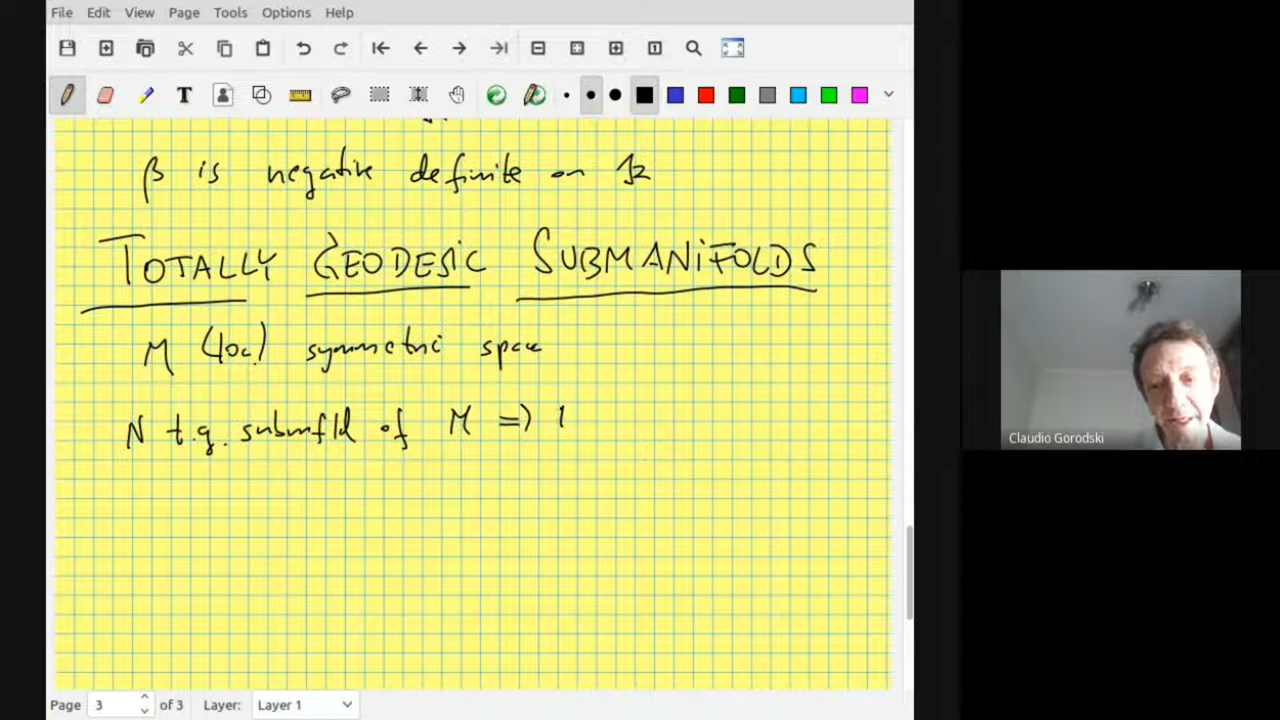 File Edit View Page Tools Options Help
β is negative definite on k
TOTALLY GEODESIC SUBMANIFOLDS
M (loc.) symmetric space
N t.g. submfld of M =>
Claudio Gorodski
Page 3 of 3 Layer: Layer 1